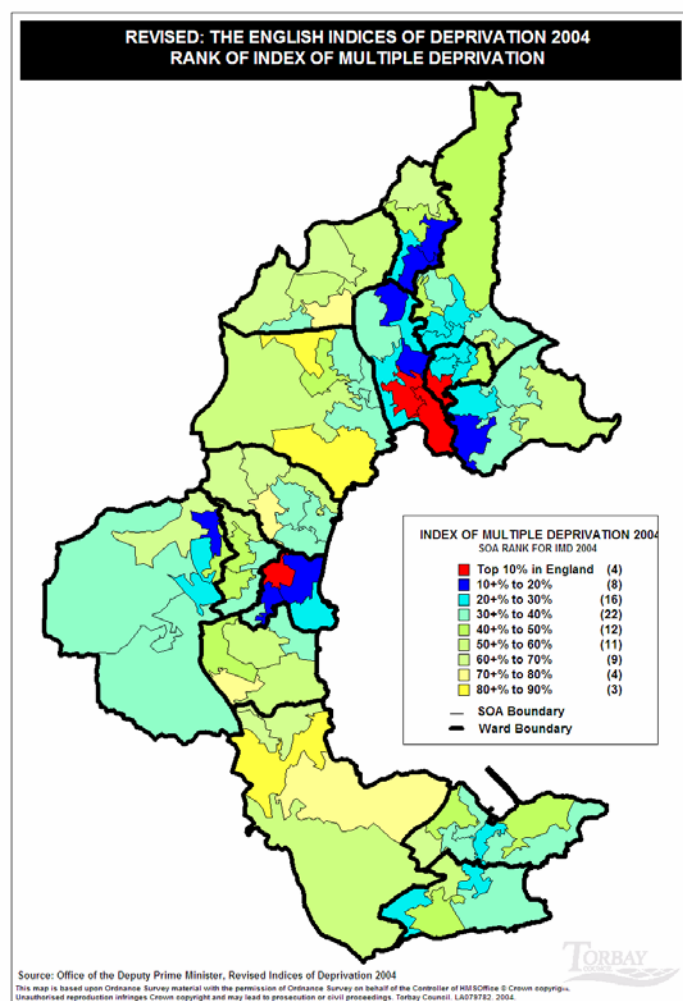 REVISED: THE ENGLISH INDICES OF DEPRIVATION 2004
RANK OF INDEX OF MULTIPLE DEPRIVATION
INDEX OF MULTIPLE DEPRIVATION 2004
SOA RANK FOR IMD 2004
Top 10% in England (4)
10+% to 20% (8)
20+% to 30% (16)
30+% to 40% (22)
40+% to 50% (12)
50+% to 60% (11)
60+% to 70% (9)
70+% to 80% (4)
80+% to 90% (3)
SOA Boundary
Ward Boundary
TORBAY
COUNCIL
Source: Office of the Deputy Prime Minister, Revised Indices of Deprivation 2004
This map is based upon Ordnance Survey material with the permission of Ordnance Survey on behalf of the Controller of HMSOffice © Crown copyright.
Unauthorised reproduction infringes Crown copyright and may lead to prosecution or civil proceedings. Torbay Council. LA079782. 2004.